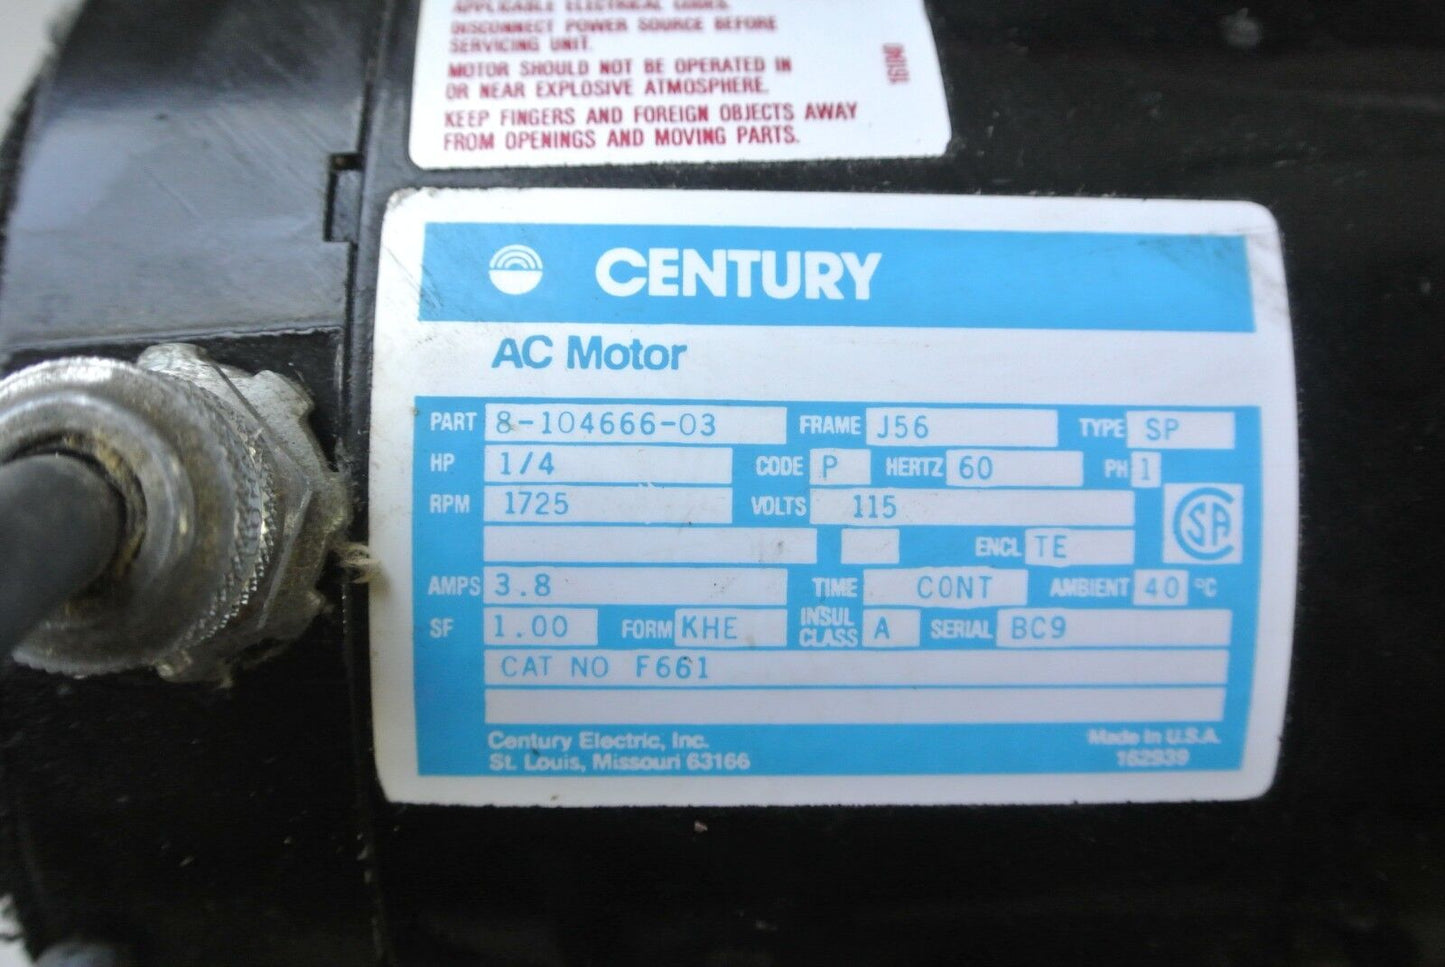 APPLICABLE ELECTRICAL CODES.
DISCONNECT POWER SOURCE BEFORE
SERVICING UNIT.
MOTOR SHOULD NOT BE OPERATED IN
OR NEAR EXPLOSIVE ATMOSPHERE.
KEEP FINGERS AND FOREIGN OBJECTS AWAY
FROM OPENINGS AND MOVING PARTS.
CENTURY
AC Motor
PART 8-104666-03 FRAME J56 TYPE SP
HP 1/4 CODE P HERTZ 60 PH 1
RPM 1725 VOLTS 115
SA
ENCL TE
AMPS 3.8 TIME CONT AMBIENT 40 °C
SF 1.00 FORM KHE INSUL CLASS A SERIAL BC9
CAT NO F661
Century Electric, Inc. Made in U.S.A.
St. Louis, Missouri 63166 162939